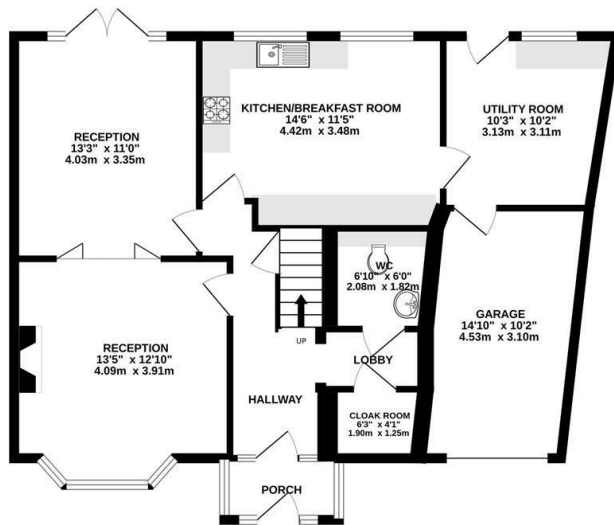 RECEPTION
13'3" x 11'0"
4.03m x 3.35m
KITCHEN/BREAKFAST ROOM
14'6" x 11'5"
4.42m x 3.48m
UTILITY ROOM
10'3" x 10'2"
3.13m x 3.11m
WC
6'10" x 6'0"
2.08m x 1.82m
GARAGE
14'10" x 10'2"
4.53m x 3.10m
RECEPTION
13'5" x 12'10"
4.09m x 3.91m
UP
LOBBY
HALLWAY
CLOAK ROOM
6'3" x 4'1"
1.90m x 1.25m
PORCH